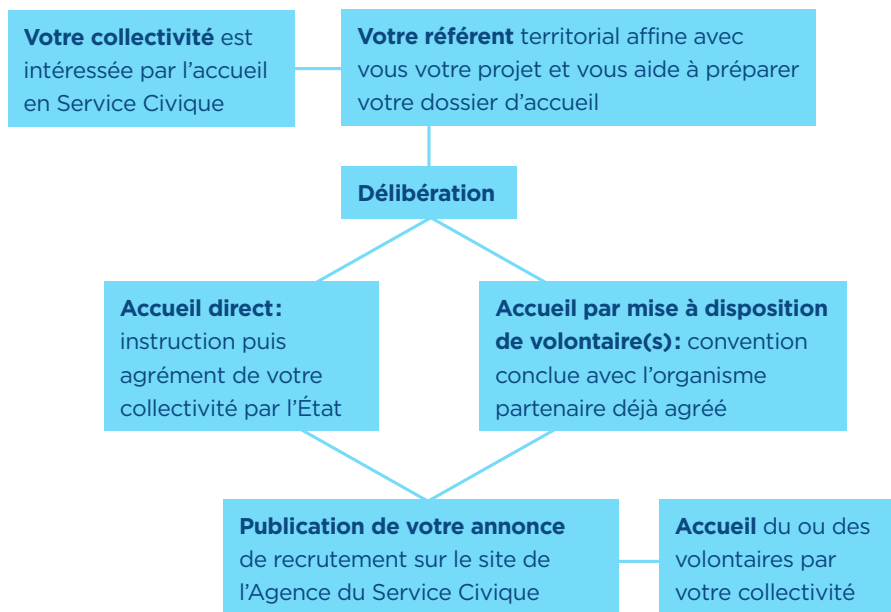 Votre collectivité est
intéressée par l’accueil
en Service Civique
Votre référent territorial affine avec
vous votre projet et vous aide à préparer
votre dossier d’accueil
Délibération
Accueil direct :
instruction puis
agrément de votre
collectivité par l’État
Accueil par mise à disposition
de volontaire(s) : convention
conclue avec l’organisme
partenaire déjà agréé
Publication de votre annonce
de recrutement sur le site de
l’Agence du Service Civique
Accueil du ou des
volontaires par
votre collectivité